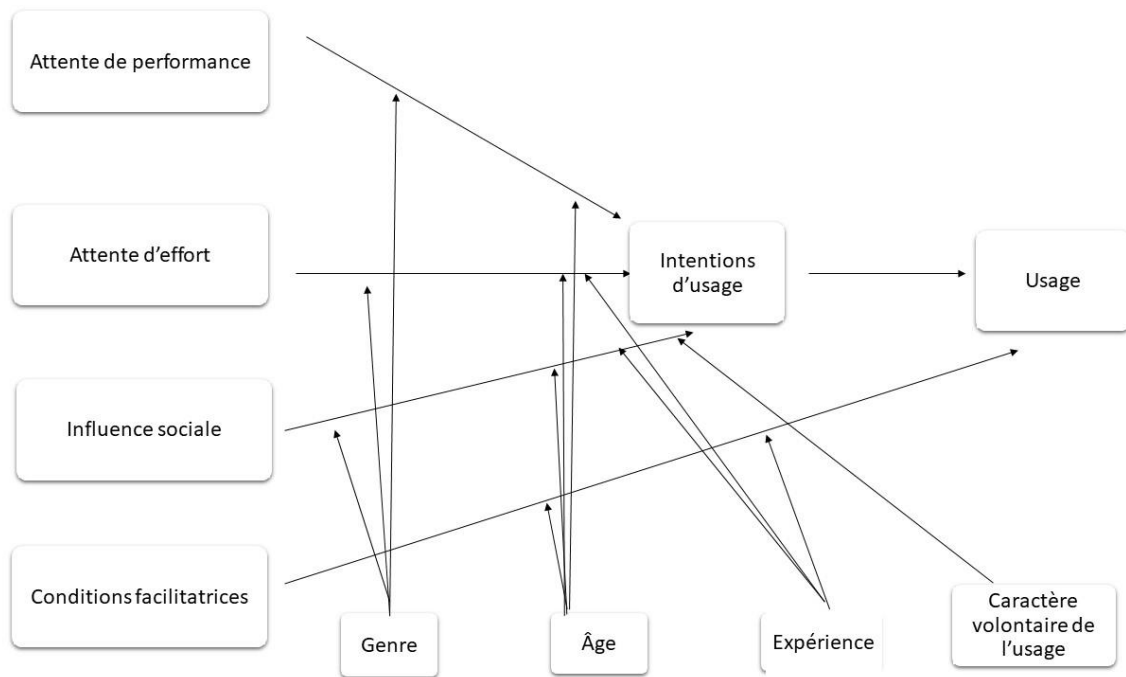 Attente de performance
Attente d’effort
Intentions
d’usage
Usage
Influence sociale
Conditions facilitatrices
Genre
Âge
Expérience
Caractère
volontaire de
l’usage